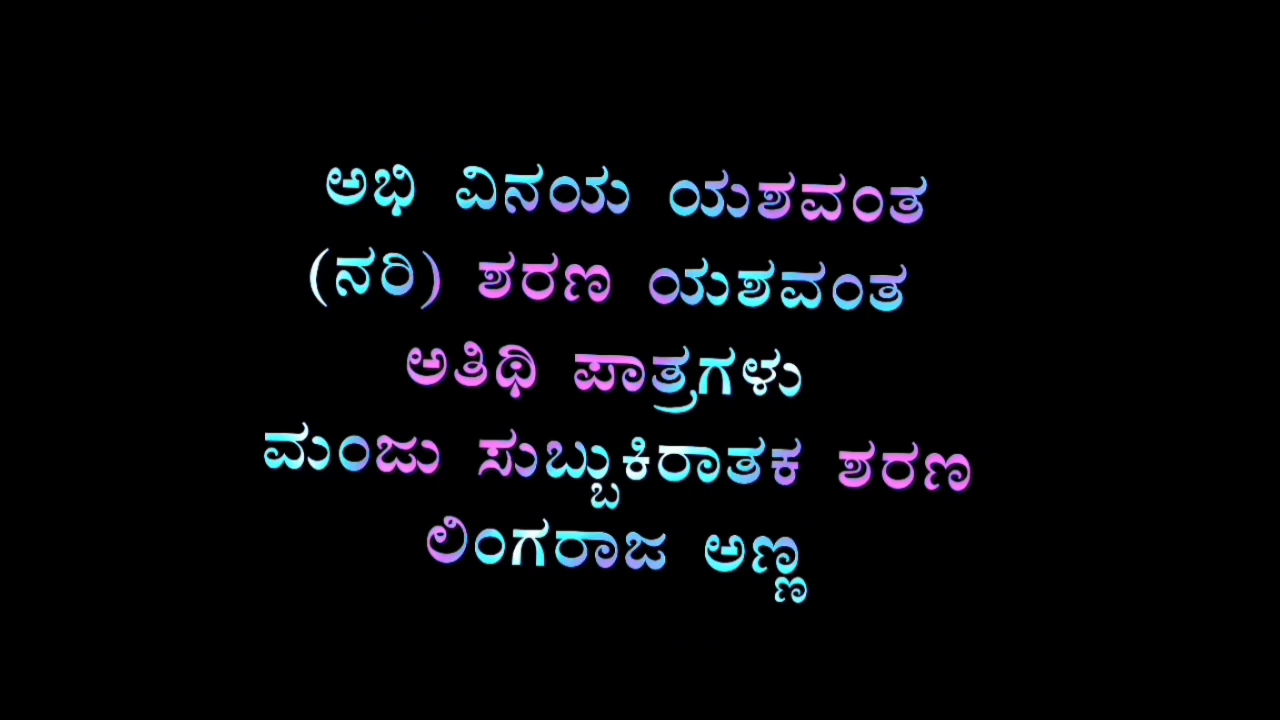 ಅಭಿ ವಿನಯ ಯಶವಂತ
(ನರಿ) ಶರಣ ಯಶವಂತ
ಅತಿಥಿ ಪಾತ್ರಗಳು
ಮಂಜು ಸುಬ್ಬುಕಿರಾತಕ ಶರಣ
ಲಿಂಗರಾಜ ಅಣ್ಣ